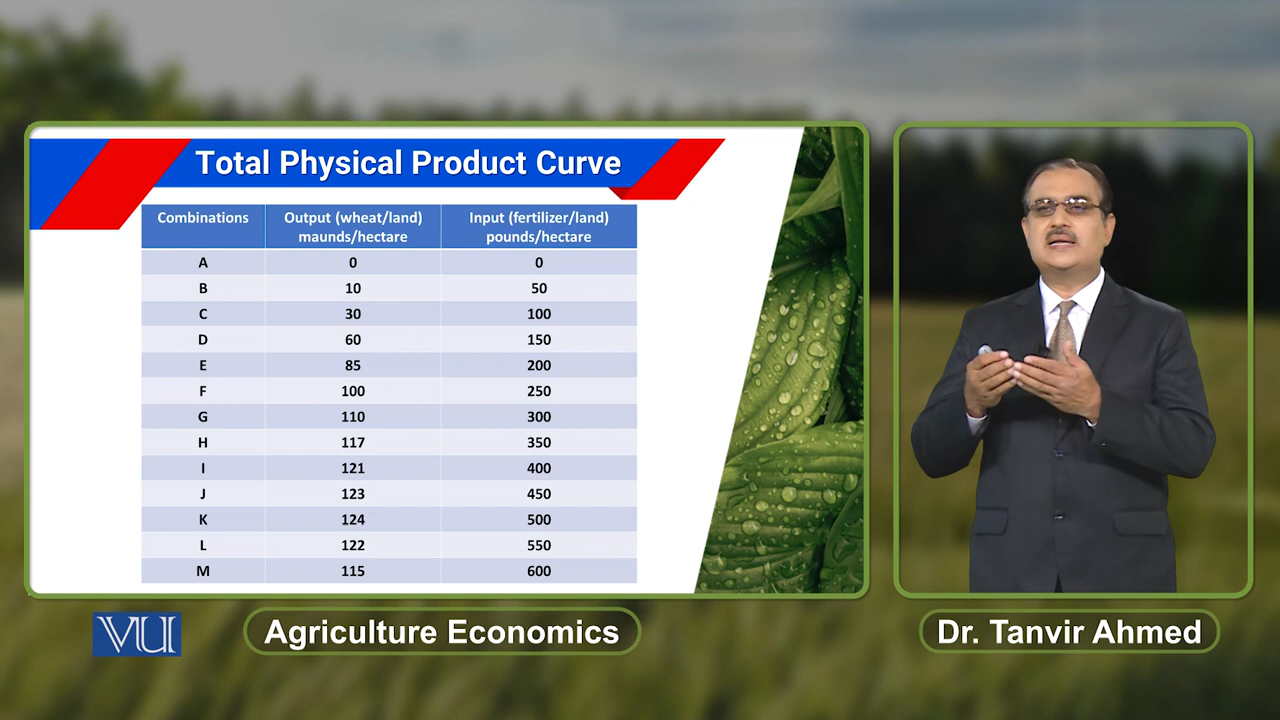 Total Physical Product Curve
Combinations Output (wheat/land) maunds/hectare Input (fertilizer/land) pounds/hectare
A 0 0
B 10 50
C 30 100
D 60 150
E 85 200
F 100 250
G 110 300
H 117 350
I 121 400
J 123 450
K 124 500
L 122 550
M 115 600
VU
Agriculture Economics
Dr. Tanvir Ahmed